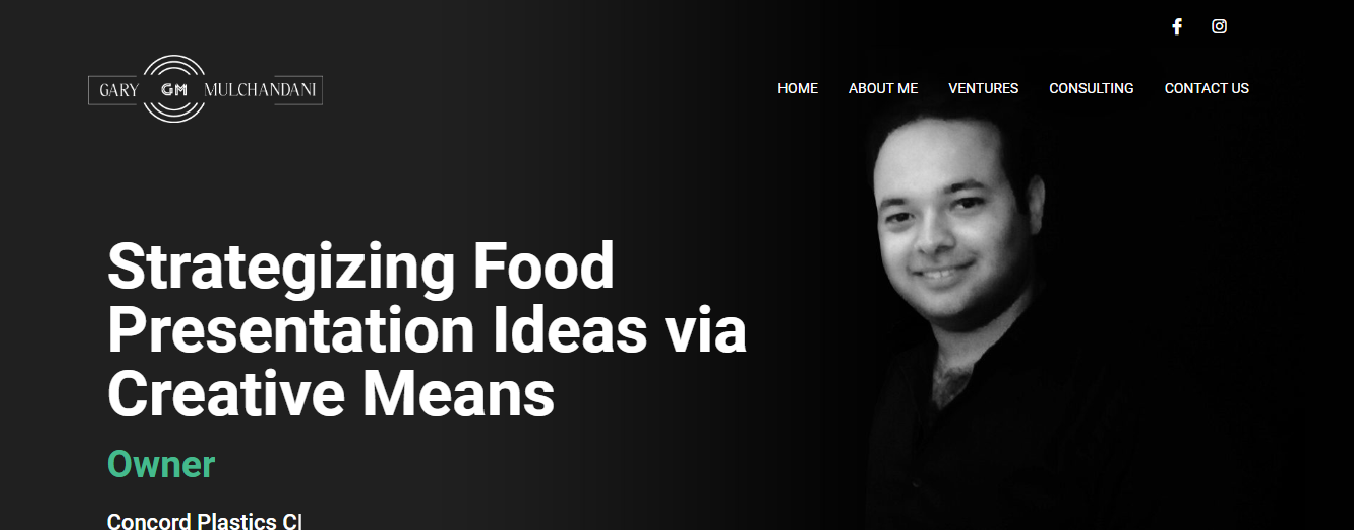 GARY GM MULCHANDANI
HOME ABOUT ME VENTURES CONSULTING CONTACT US
Strategizing Food
Presentation Ideas via
Creative Means
Owner
Concord Plastics C|